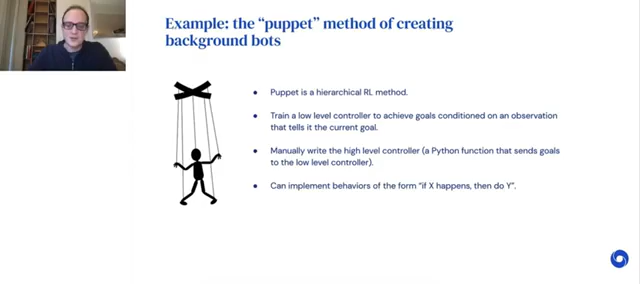 Example: the “puppet” method of creating
background bots
● Puppet is a hierarchical RL method.
● Train a low level controller to achieve goals conditioned on an observation
that tells it the current goal.
● Manually write the high level controller (a Python function that sends goals
to the low level controller).
● Can implement behaviors of the form “if X happens, then do Y”.